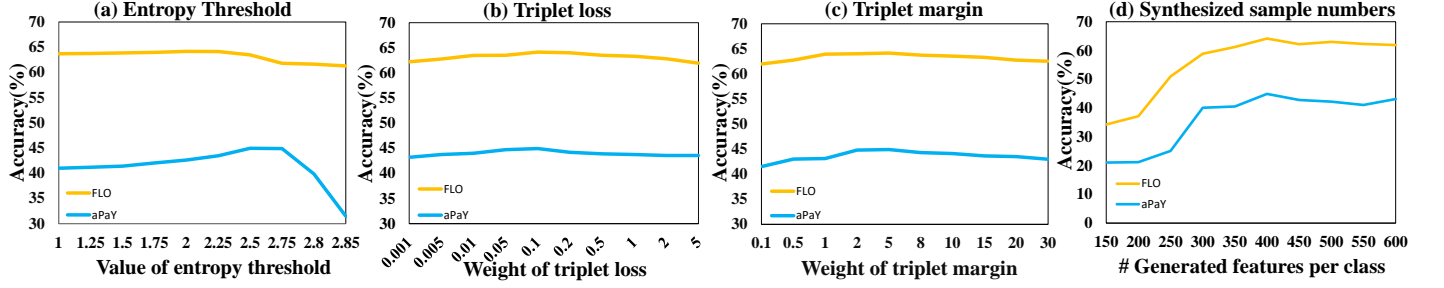 (a) Entropy Threshold
Accuracy(%)
70
65
60
55
50
45
40
35
30
FLO
aPaY
1 1.25 1.5 1.75 2 2.25 2.5 2.75 2.8 2.85
Value of entropy threshold
(b) Triplet loss
Accuracy(%)
70
65
60
55
50
45
40
35
30
FLO
aPaY
0.001 0.005 0.01 0.05 0.1 0.2 0.5 1 2 5
Weight of triplet loss
(c) Triplet margin
Accuracy(%)
70
65
60
55
50
45
40
35
30
FLO
aPaY
0.1 0.5 1 2 5 8 10 15 20 30
Weight of triplet margin
(d) Synthesized sample numbers
Accuracy(%)
70
60
50
40
30
20
10
0
FLO
aPaY
150 200 250 300 350 400 450 500 550 600
# Generated features per class